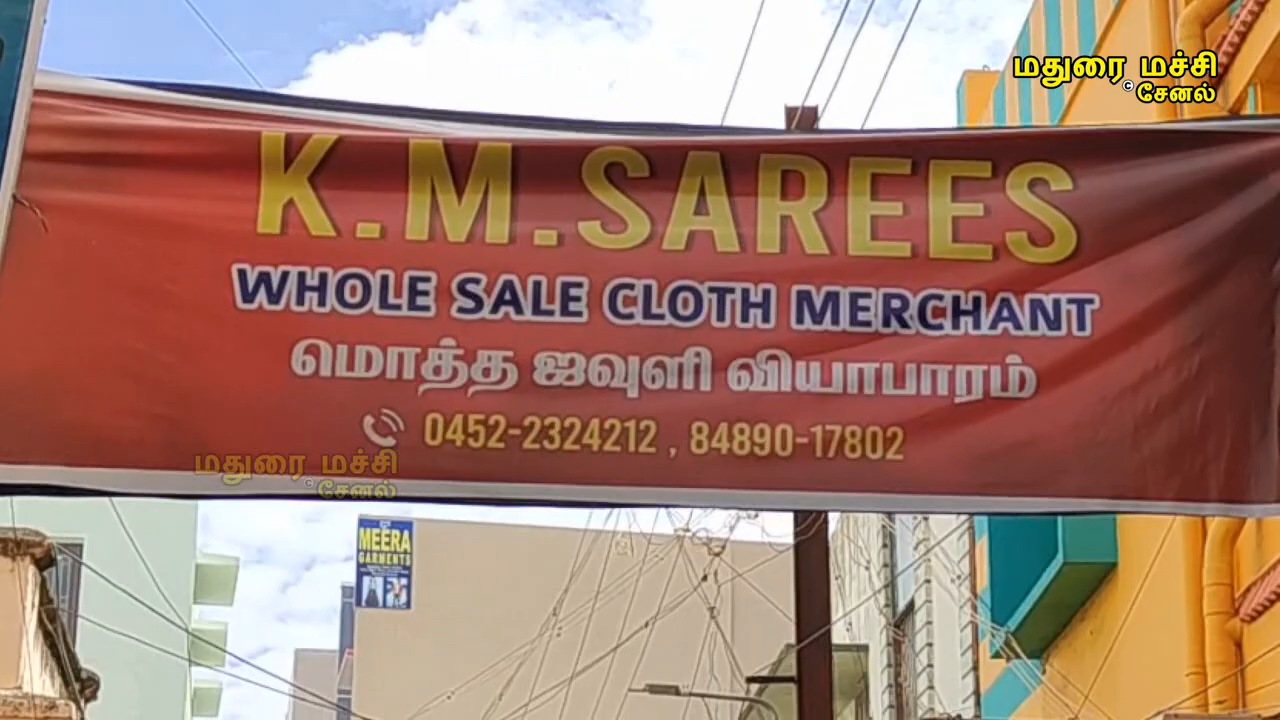 மதுரை மச்சி
© சேனல்
K.M.SAREES
WHOLE SALE CLOTH MERCHANT
மொத்த ஜவுளி வியாபாரம்
0452-2324212 , 84890-17802
மதுரை மச்சி
© சேனல்
MEERA
GARMENTS